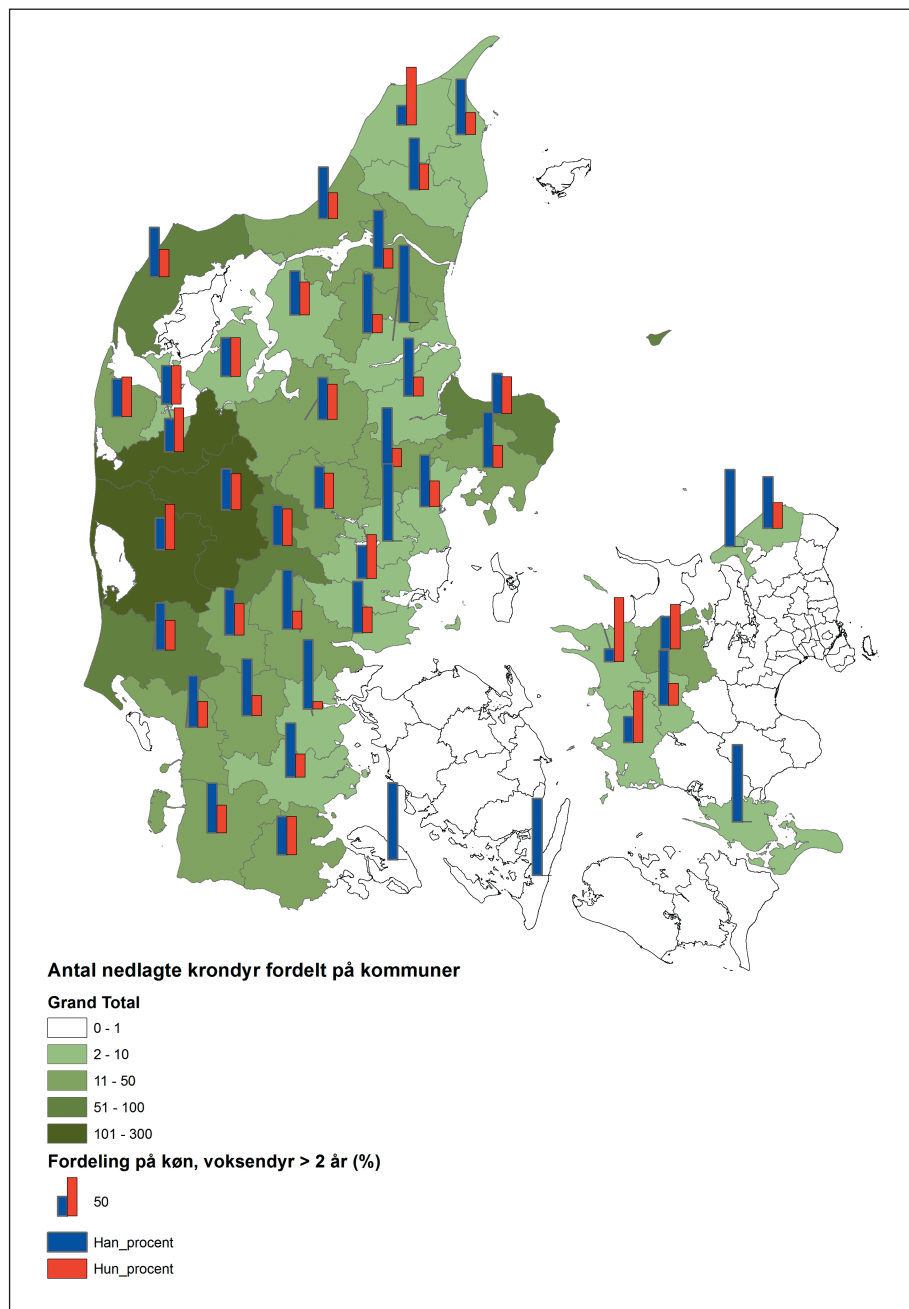 Antal nedlagte krondyr fordelt på kommuner
Grand Total
0 - 1
2 - 10
11 - 50
51 - 100
101 - 300
Fordeling på køn, voksendyr > 2 år (%)
50
Han_procent
Hun_procent